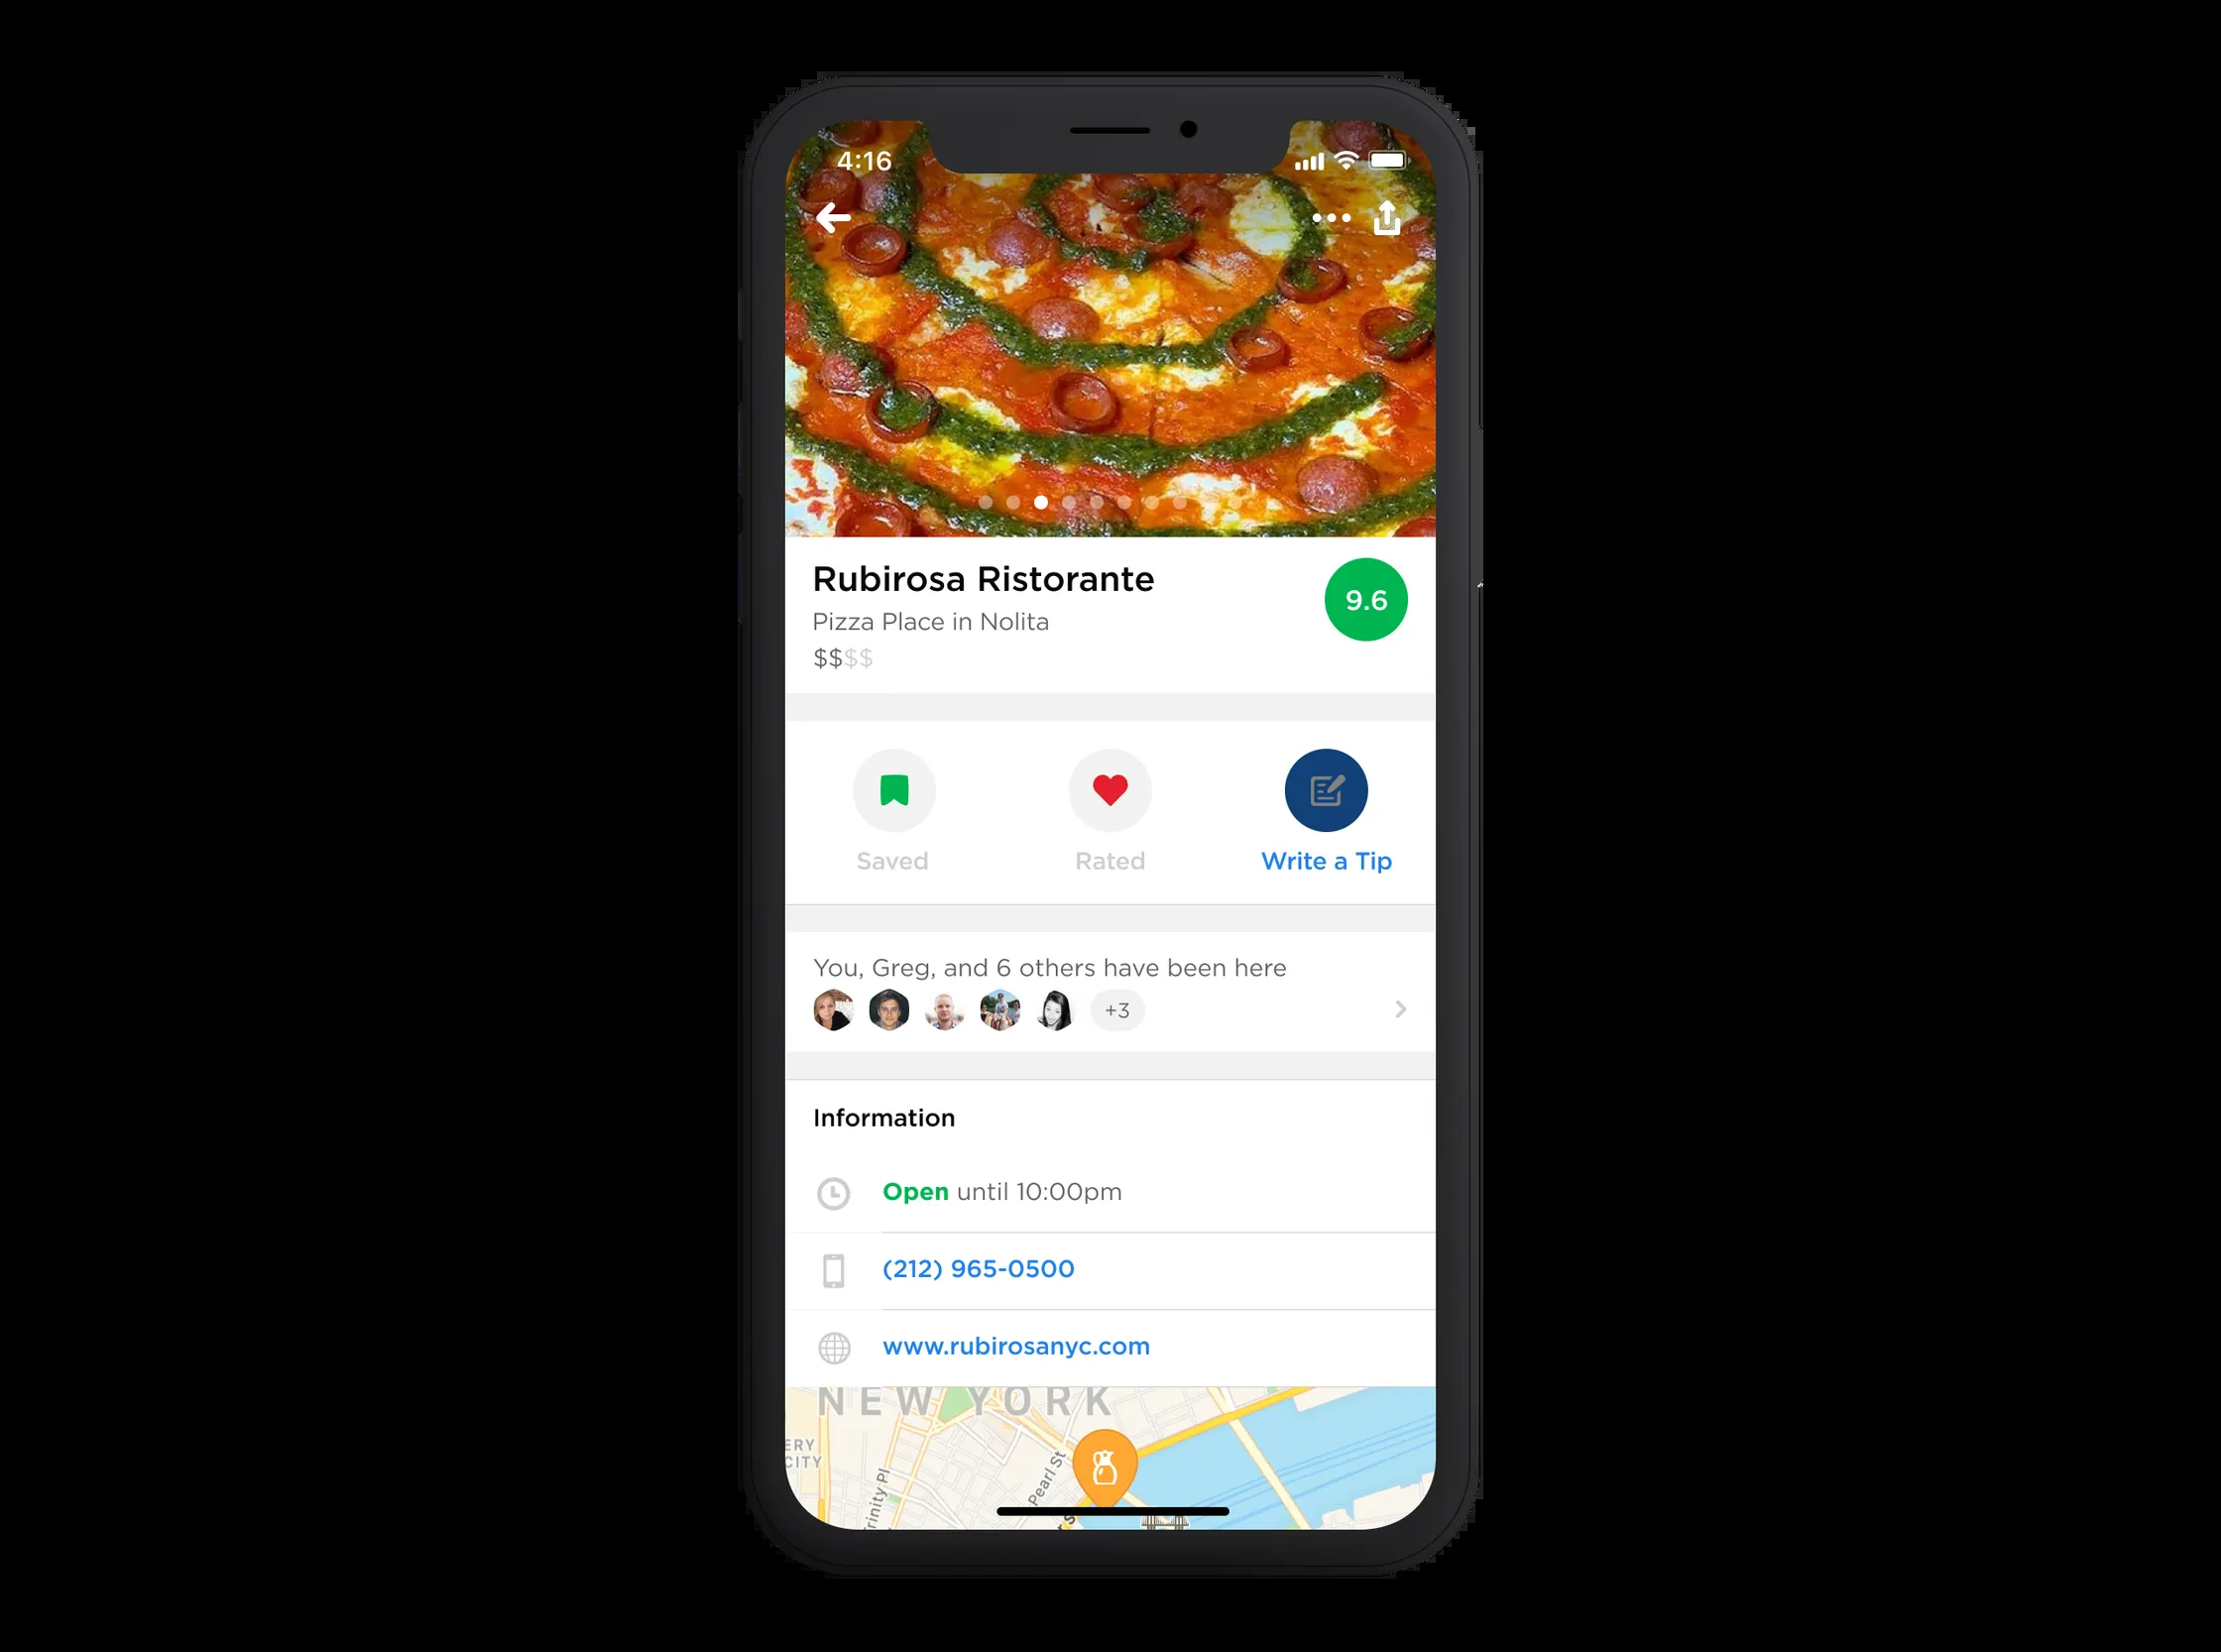 4:16
Rubirosa Ristorante
9.6
Pizza Place in Nolita
$$$$
Saved
Rated
Write a Tip
You, Greg, and 6 others have been here
+3
Information
Open until 10:00pm
(212) 965-0500
www.rubirosanyc.com
NEW YORK
ERY
CITY
rinity Pl
Pearl St